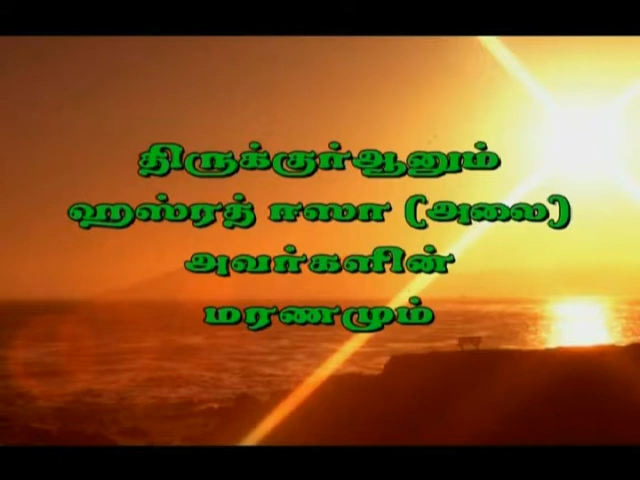 திருக்குர்ஆனும்
ஹஸ்ரத் ஈஸா (அலை)
அவர்களின்
மரணமும்